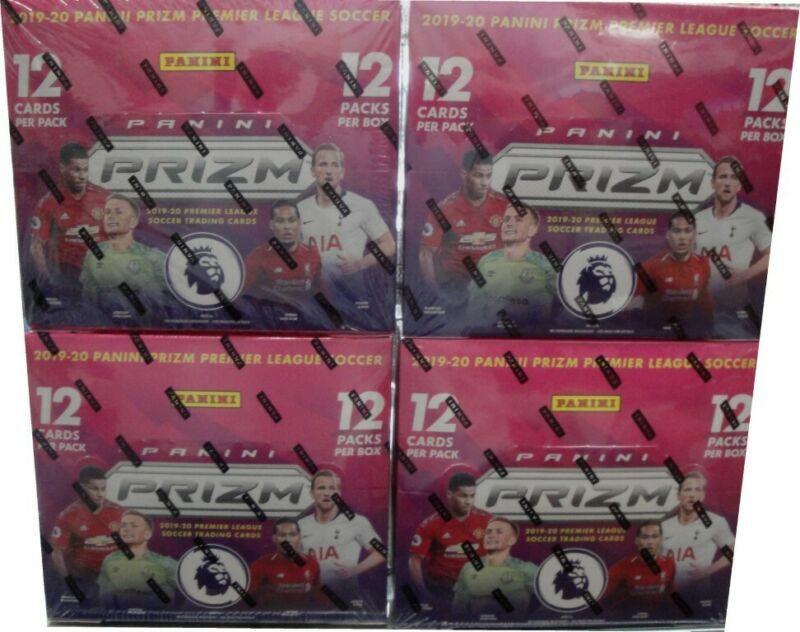 2019-20 PANINI PRIZM PREMIER LEAGUE SOCCER
PANINI
12
CARDS
PER PACK
12
PACKS
PER BOX
PANINI
PRIZM
2019-20 PREMIER LEAGUE
SOCCER TRADING CARDS
CHEVROLET
AIA
2019-20 PANINI PRIZM PREMIER LEAGUE SOCCER
PANINI
12
CARDS
PER PACK
12
PACKS
PER BOX
PANINI
PRIZM
2019-20 PREMIER LEAGUE
SOCCER TRADING CARDS
AIA
2019-20 PANINI PRIZM PREMIER LEAGUE SOCCER
PANINI
12
CARDS
PER PACK
12
PACKS
PER BOX
PANINI
PRIZM
2019-20 PREMIER LEAGUE
SOCCER TRADING CARDS
2019-20 PANINI PRIZM PREMIER LEAGUE SOCCER
PANINI
12
CARDS
PER PACK
12
PACKS
PER BOX
PANINI
PRIZM
2019-20 PREMIER LEAGUE
SOCCER TRADING CARDS
AIA